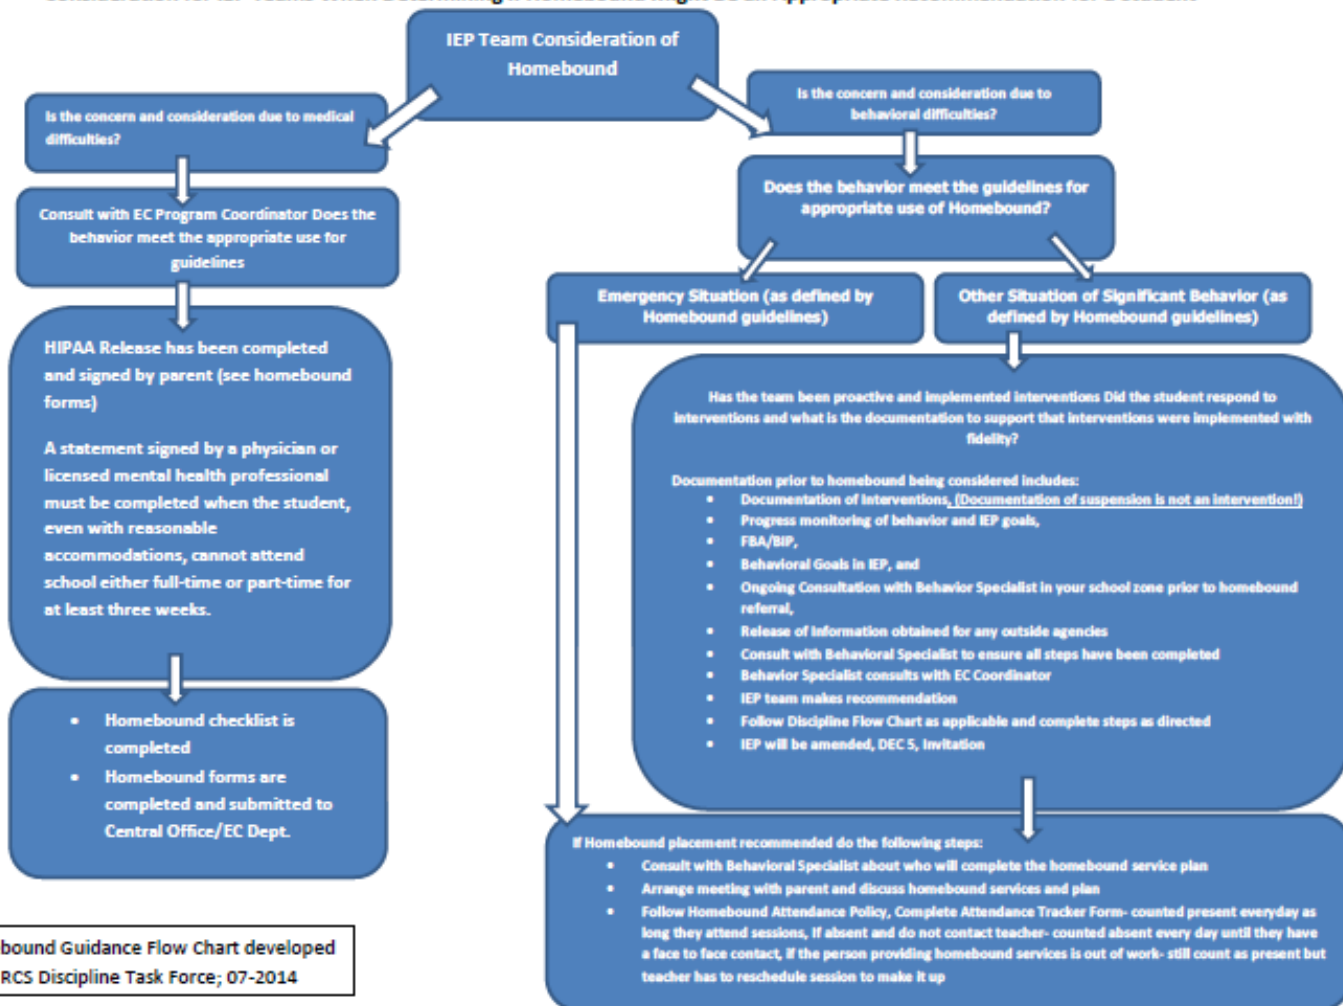 Consideration for IEP Teams When Determining if Homebound Might be an Appropriate Recommendation for a Student
IEP Team Consideration of
Homebound
Is the concern and consideration due to medical
difficulties?
Consult with EC Program Coordinator Does the
behavior meet the appropriate use for
guidelines
HIPAA Release has been completed
and signed by parent (see homebound
forms)
A statement signed by a physician or
licensed mental health professional
must be completed when the student,
even with reasonable
accommodations, cannot attend
school either full-time or part-time for
at least three weeks.
• Homebound checklist is
completed
• Homebound forms are
completed and submitted to
Central Office/EC Dept.
Is the concern and consideration due to
behavioral difficulties?
Does the behavior meet the guidelines for
appropriate use of Homebound?
Emergency Situation (as defined by
Homebound guidelines)
Other Situation of Significant Behavior (as
defined by Homebound guidelines)
Has the team been proactive and implemented interventions Did the student respond to
interventions and what is the documentation to support that interventions were implemented with
fidelity?
Documentation prior to homebound being considered includes:
• Documentation of Interventions, (Documentation of suspension is not an intervention!)
• Progress monitoring of behavior and IEP goals,
• FBA/BIP,
• Behavioral Goals in IEP, and
• Ongoing Consultation with Behavior Specialist in your school zone prior to homebound
referral,
• Release of Information obtained for any outside agencies
• Consult with Behavioral Specialist to ensure all steps have been completed
• Behavior Specialist consults with EC Coordinator
• IEP team makes recommendation
• Follow Discipline Flow Chart as applicable and complete steps as directed
• IEP will be amended, DEC 5, Invitation
If Homebound placement recommended do the following steps:
• Consult with Behavioral Specialist about who will complete the homebound service plan
• Arrange meeting with parent and discuss homebound services and plan
• Follow Homebound Attendance Policy, Complete Attendance Tracker Form- counted present everyday as
long they attend sessions, If absent and do not contact teacher- counted absent every day until they have
a face to face contact, if the person providing homebound services is out of work- still count as present but
teacher has to reschedule session to make it up
bound Guidance Flow Chart developed
RCS Discipline Task Force; 07-2014